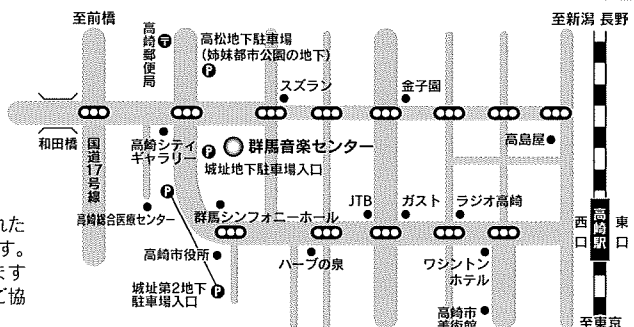 至前橋
至新潟 長野
高崎郵便局
高松地下駐車場
(姉妹都市公園の地下)
P
スズラン
金子園
和田橋
国道17号線
高崎シティ
ギャラリー
P
群馬音楽センター
城址地下駐車場入口
高島屋
P
高崎総合医療センター
群馬シンフォニーホール
JTB
ガスト
ラジオ高崎
西口
高崎駅
東口
高崎市役所
ハーブの泉
ワシントン
ホテル
城址第2地下
駐車場入口
P
高崎市
美術館
至東京
れた
す。
ます
ご協